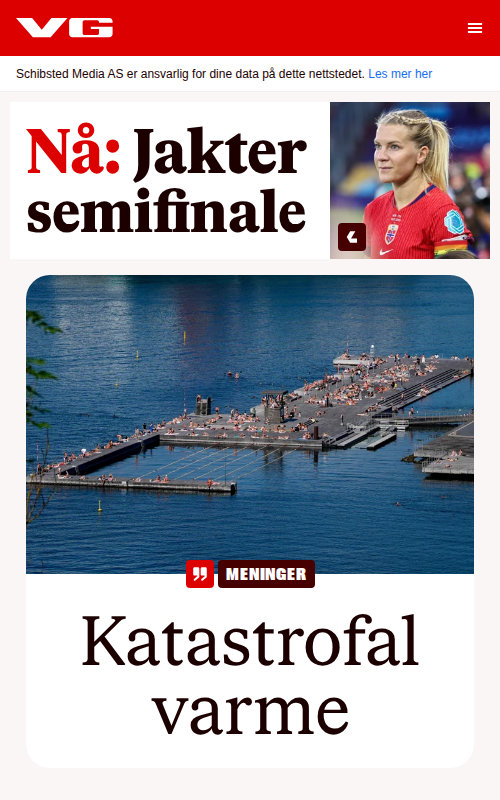 VG
Schibsted Media AS er ansvarlig for dine data på dette nettstedet. Les mer her
Nå: Jakter
semifinale
MENINGER
Katastrofal
varme